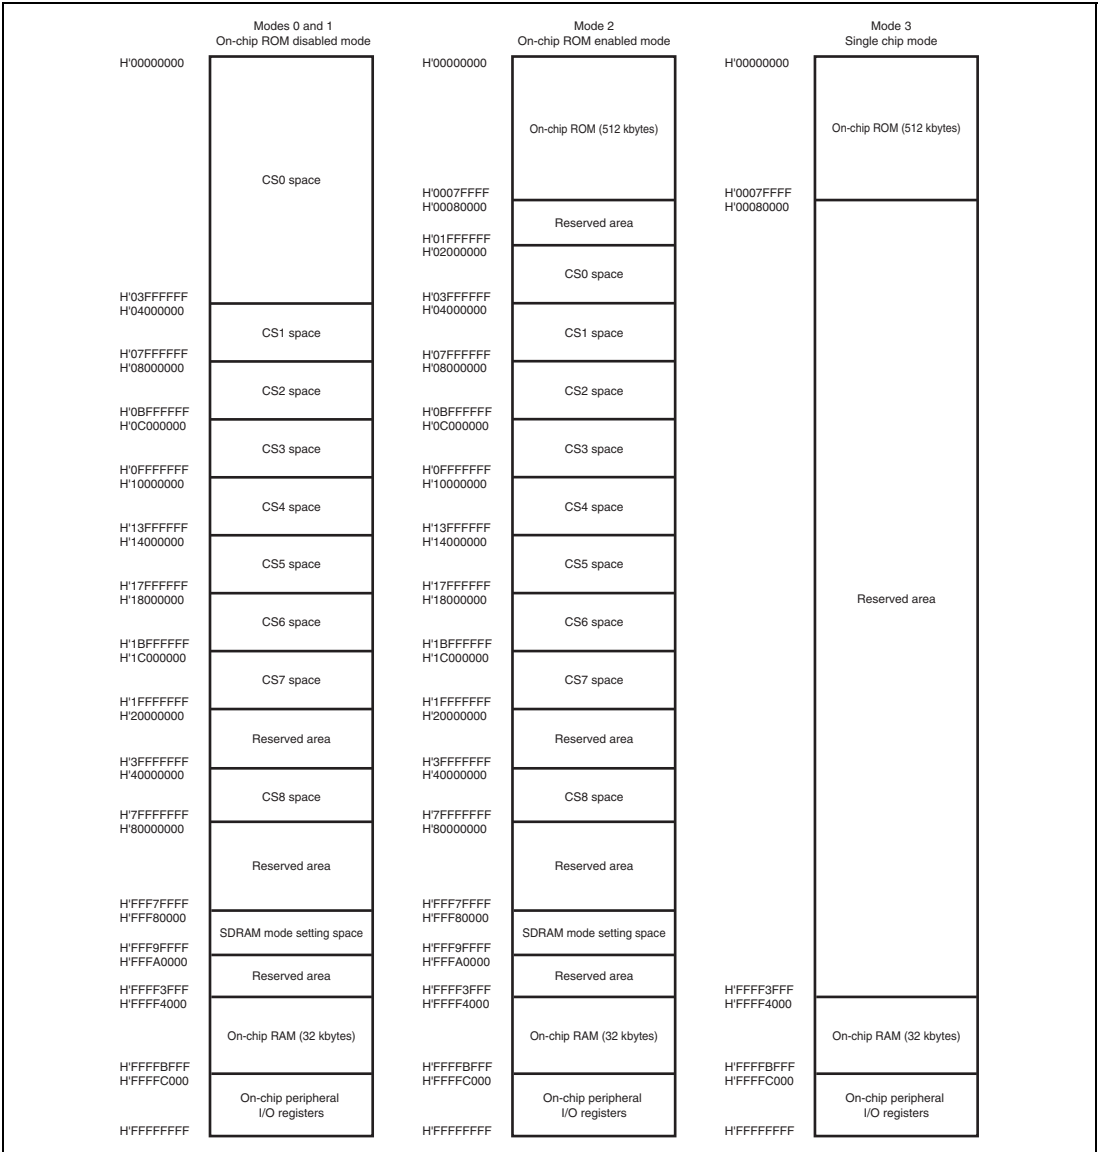 Modes 0 and 1
On-chip ROM disabled mode
H'00000000
CS0 space
H'03FFFFFF
H'04000000
CS1 space
H'07FFFFFF
H'08000000
CS2 space
H'0BFFFFFF
H'0C000000
CS3 space
H'0FFFFFFF
H'10000000
CS4 space
H'13FFFFFF
H'14000000
CS5 space
H'17FFFFFF
H'18000000
CS6 space
H'1BFFFFFF
H'1C000000
CS7 space
H'1FFFFFFF
H'20000000
Reserved area
H'3FFFFFFF
H'40000000
CS8 space
H'7FFFFFFF
H'80000000
Reserved area
H'FFF7FFFF
H'FFF80000
SDRAM mode setting space
H'FFF9FFFF
H'FFFA0000
Reserved area
H'FFFF3FFF
H'FFFF4000
On-chip RAM (32 kbytes)
H'FFFFBFFF
H'FFFFC000
On-chip peripheral
I/O registers
H'FFFFFFFF
Mode 2
On-chip ROM enabled mode
H'00000000
On-chip ROM (512 kbytes)
H'0007FFFF
H'00080000
Reserved area
H'01FFFFFF
H'02000000
CS0 space
H'03FFFFFF
H'04000000
CS1 space
H'07FFFFFF
H'08000000
CS2 space
H'0BFFFFFF
H'0C000000
CS3 space
H'0FFFFFFF
H'10000000
CS4 space
H'13FFFFFF
H'14000000
CS5 space
H'17FFFFFF
H'18000000
CS6 space
H'1BFFFFFF
H'1C000000
CS7 space
H'1FFFFFFF
H'20000000
Reserved area
H'3FFFFFFF
H'40000000
CS8 space
H'7FFFFFFF
H'80000000
Reserved area
H'FFF7FFFF
H'FFF80000
SDRAM mode setting space
H'FFF9FFFF
H'FFFA0000
Reserved area
H'FFFF3FFF
H'FFFF4000
On-chip RAM (32 kbytes)
H'FFFFBFFF
H'FFFFC000
On-chip peripheral
I/O registers
H'FFFFFFFF
Mode 3
Single chip mode
H'00000000
On-chip ROM (512 kbytes)
H'0007FFFF
H'00080000
Reserved area
H'FFFF3FFF
H'FFFF4000
On-chip RAM (32 kbytes)
H'FFFFBFFF
H'FFFFC000
On-chip peripheral
I/O registers
H'FFFFFFFF